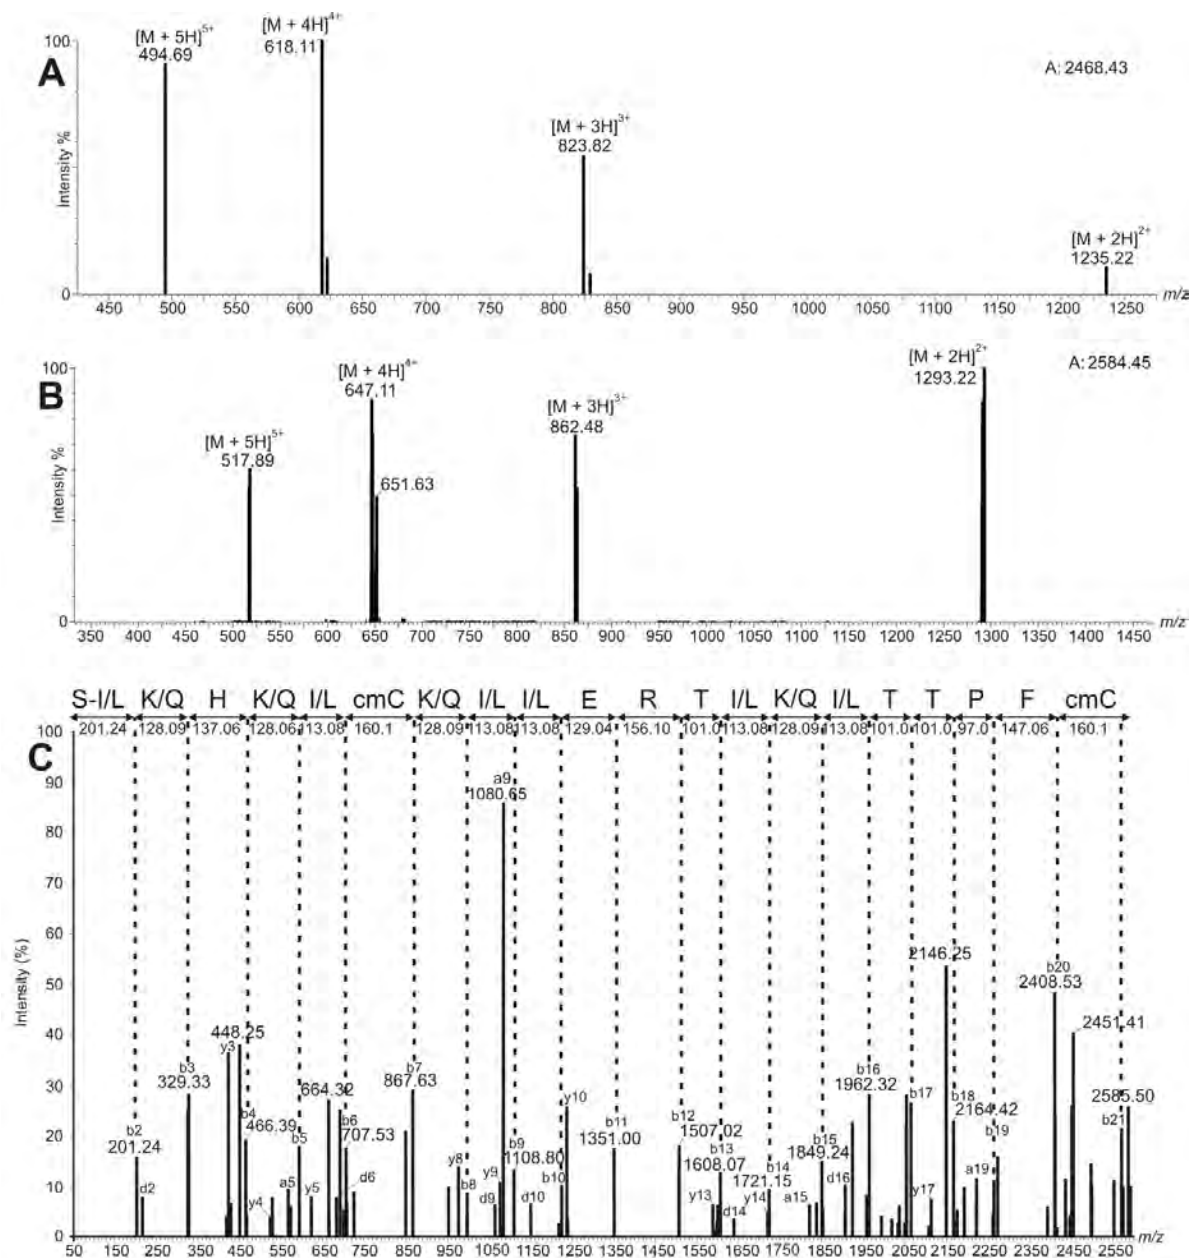 A
Intensity %
100
0
[M + 5H]5+
494.69
[M + 4H]4+
618.11
[M + 3H]3+
823.82
[M + 2H]2+
1235.22
A: 2468.43
450 500 550 600 650 700 750 800 850 900 950 1000 1050 1100 1150 1200 1250 m/z
B
Intensity %
100
0
[M + 5H]5+
517.89
[M + 4H]4+
647.11
651.63
[M + 3H]3+
862.48
[M + 2H]2+
1293.22
A: 2584.45
350 400 450 500 550 600 650 700 750 800 850 900 950 1000 1050 1100 1150 1200 1250 1300 1350 1400 1450 m/z
S-I/L K/Q H K/Q I/L cmC K/Q I/L I/L E R T I/L K/Q I/L T T P F cmC
201.24 128.09 137.06 128.06 113.08 160.1 128.09 113.08 113.08 129.04 156.10 101.0 113.08 128.09 113.08 101.0 101.0 97.0 147.06 160.1
C
Intensity (%)
100
90
80
70
60
50
40
30
20
10
0
b2
201.24
d2
b3
329.33
448.25
y3
b4
466.39
y4
a5
b5
y5
664.32
b6
707.53
d6
b7
867.63
y8
b8
d9
y9
a9
1080.65
b9
1108.80
d10
b10
y10
b11
1351.00
b12
1507.02
y13
b13
1608.07
d14
b14
1721.15
y14
a15
b15
1849.24
d16
b16
1962.32
b17
y17
2146.25
b18
2164.42
a19
b19
b20
2408.53
2451.41
2585.50
b21
50 150 250 350 450 550 650 750 850 950 1050 1150 1250 1350 1450 1550 1650 1750 1850 1950 2050 2150 2250 2350 2450 2550 m/z